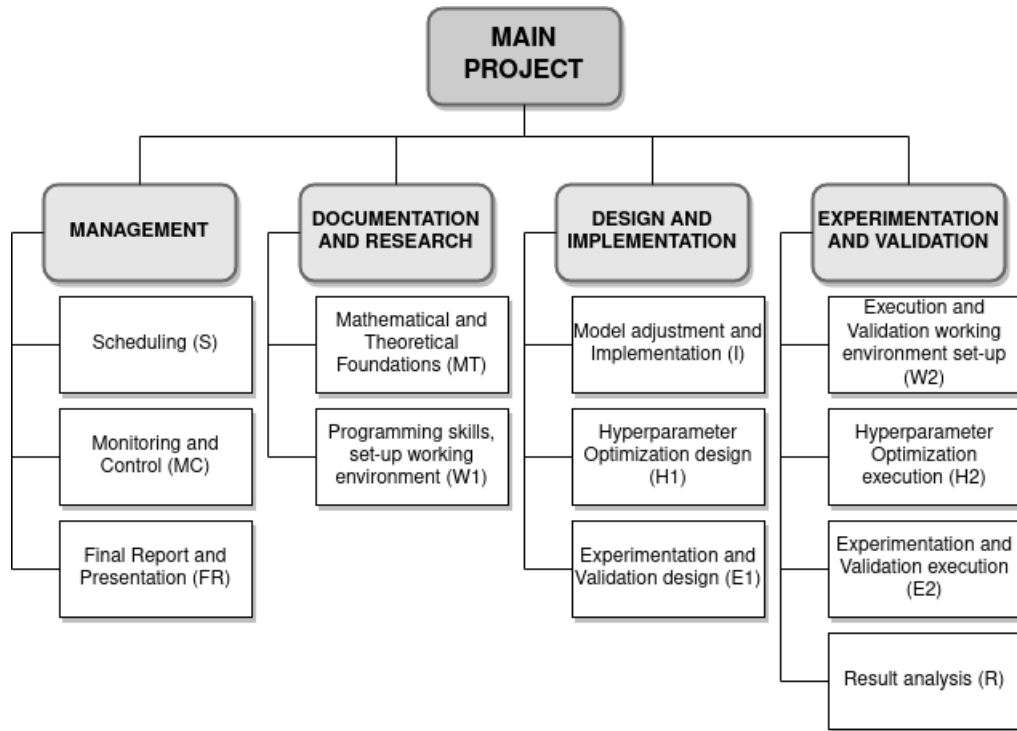 MAIN
PROJECT
MANAGEMENT
Scheduling (S)
Monitoring and
Control (MC)
Final Report and
Presentation (FR)
DOCUMENTATION
AND RESEARCH
Mathematical and
Theoretical
Foundations (MT)
Programming skills,
set-up working
environment (W1)
DESIGN AND
IMPLEMENTATION
Model adjustment and
Implementation (I)
Hyperparameter
Optimization design
(H1)
Experimentation and
Validation design (E1)
EXPERIMENTATION
AND VALIDATION
Execution and
Validation working
environment set-up
(W2)
Hyperparameter
Optimization
execution (H2)
Experimentation and
Validation execution
(E2)
Result analysis (R)